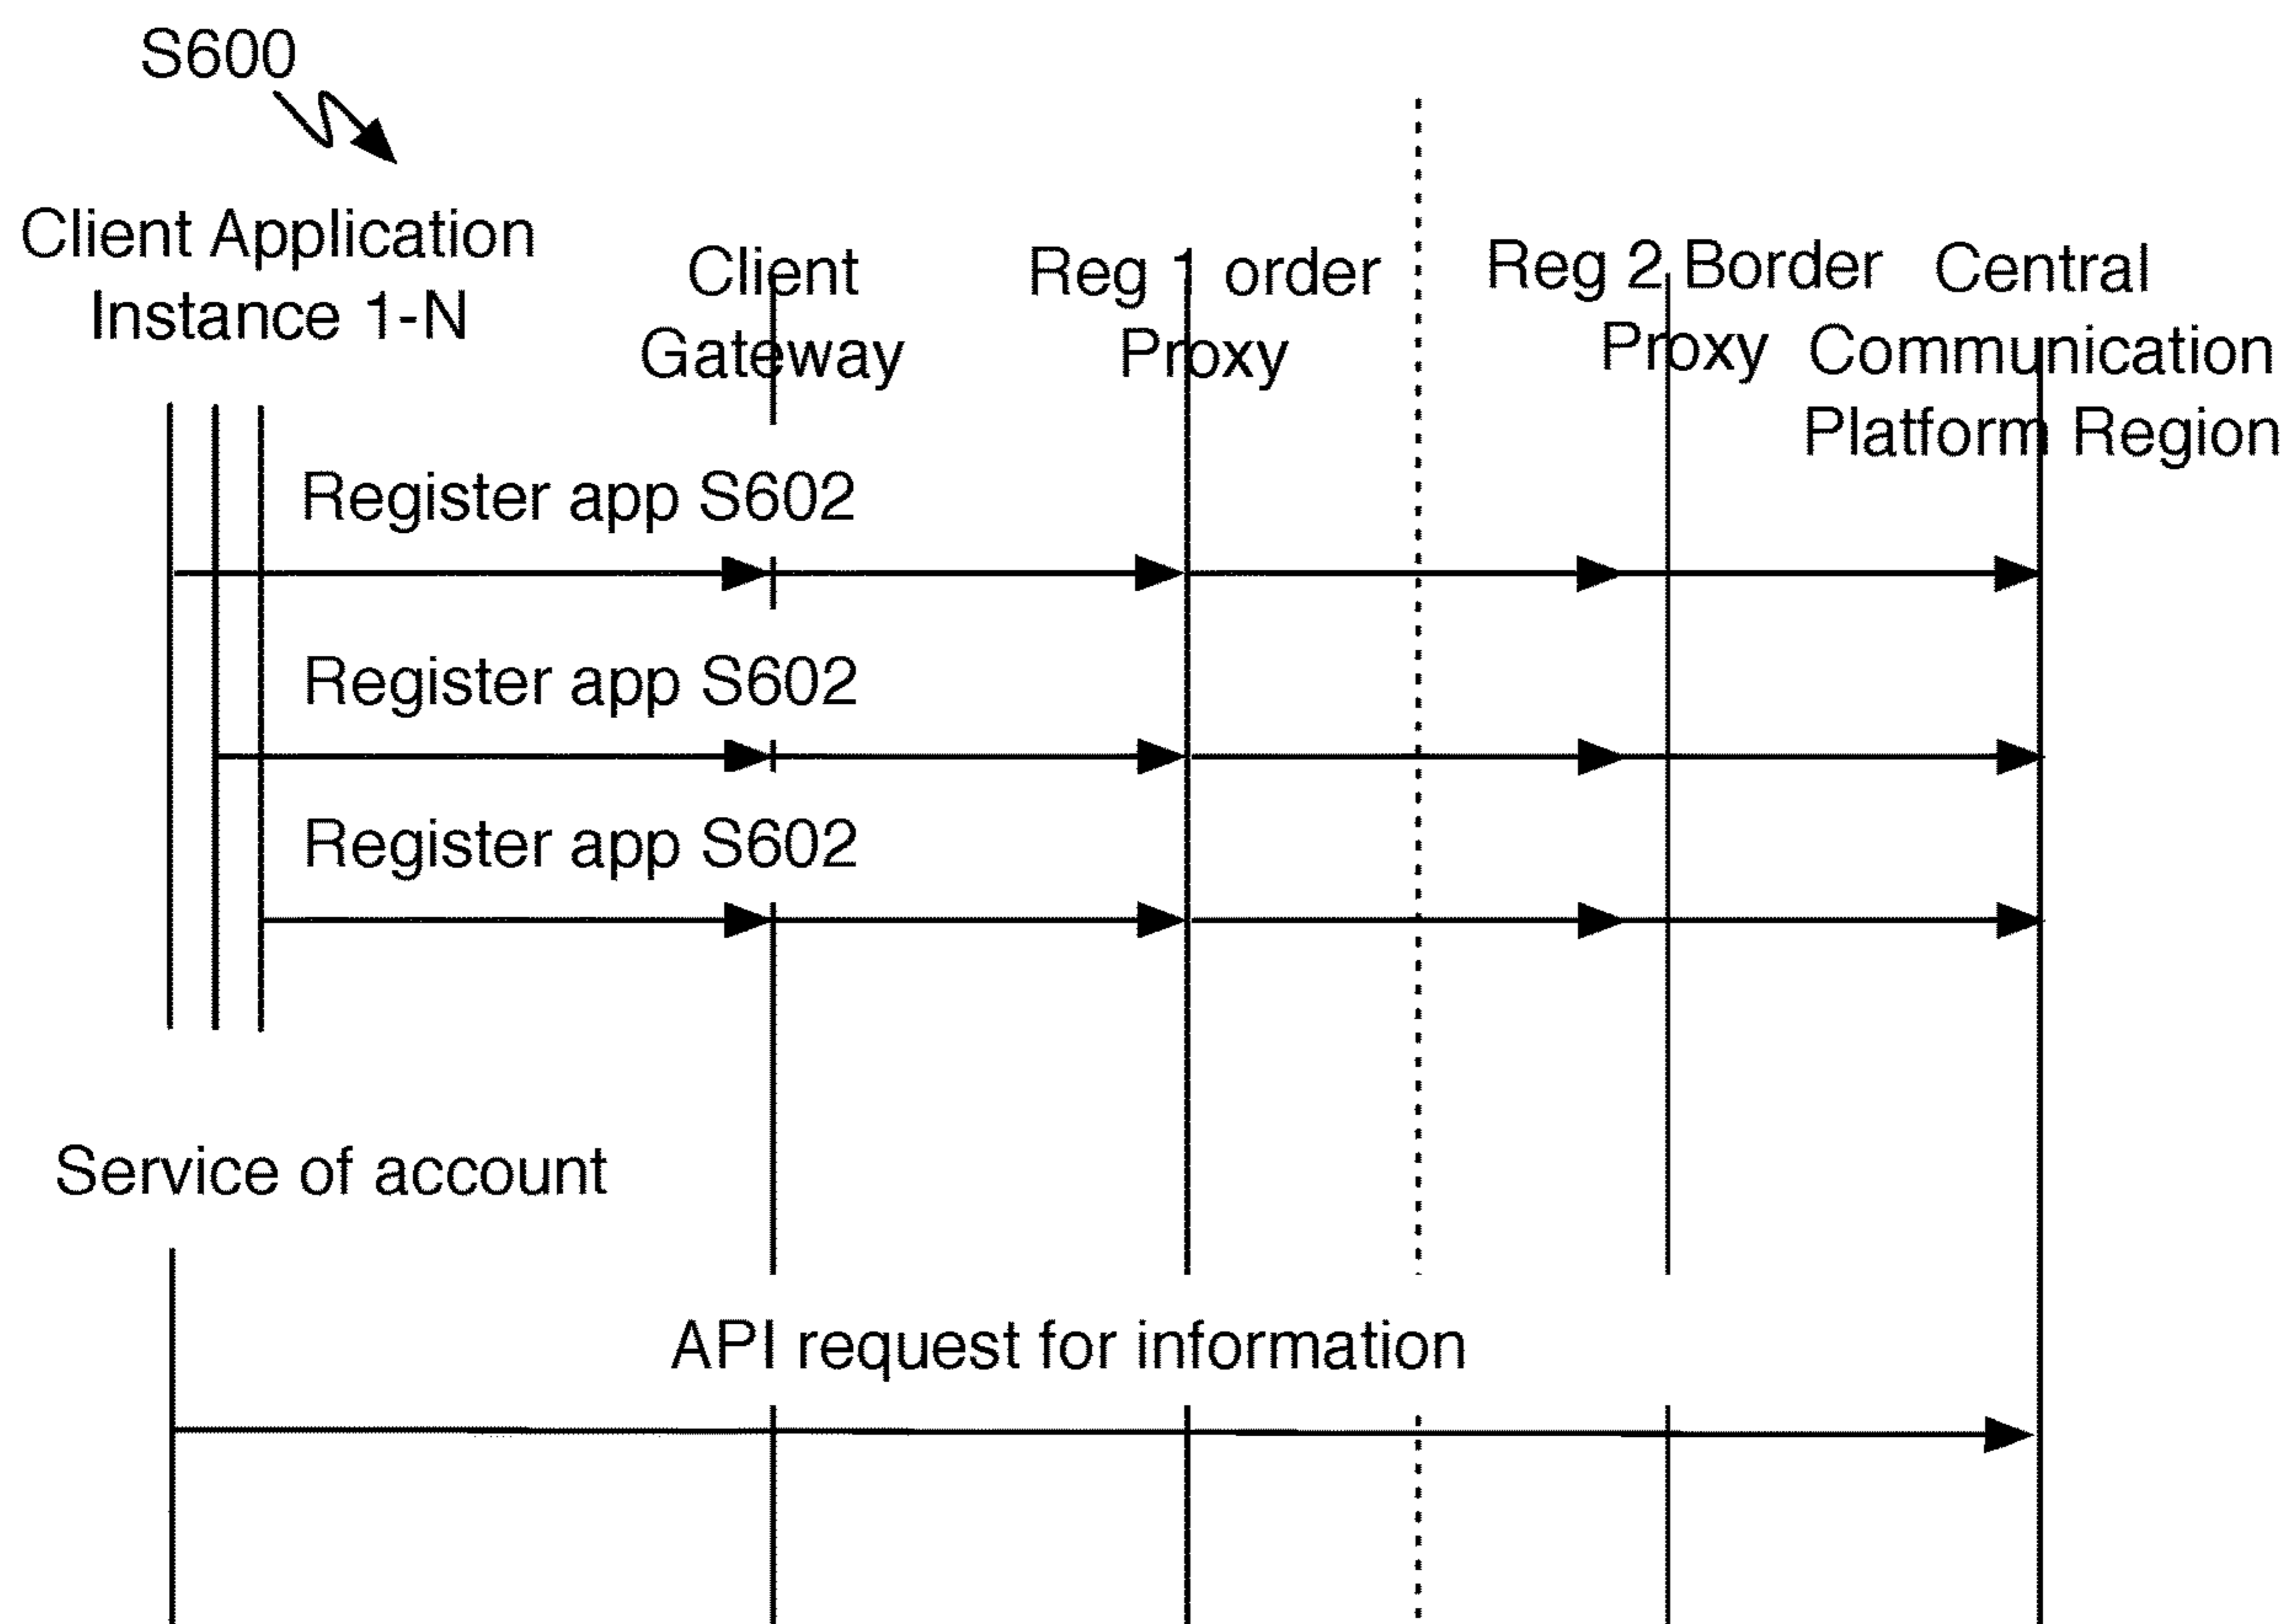 S600
Client Application
Instance 1-N
Client
Gateway
Reg 1 order
Proxy
Reg 2 Border
Proxy
Central
Communication
Platform Region
Register app S602
Register app S602
Register app S602
Service of account
API request for information